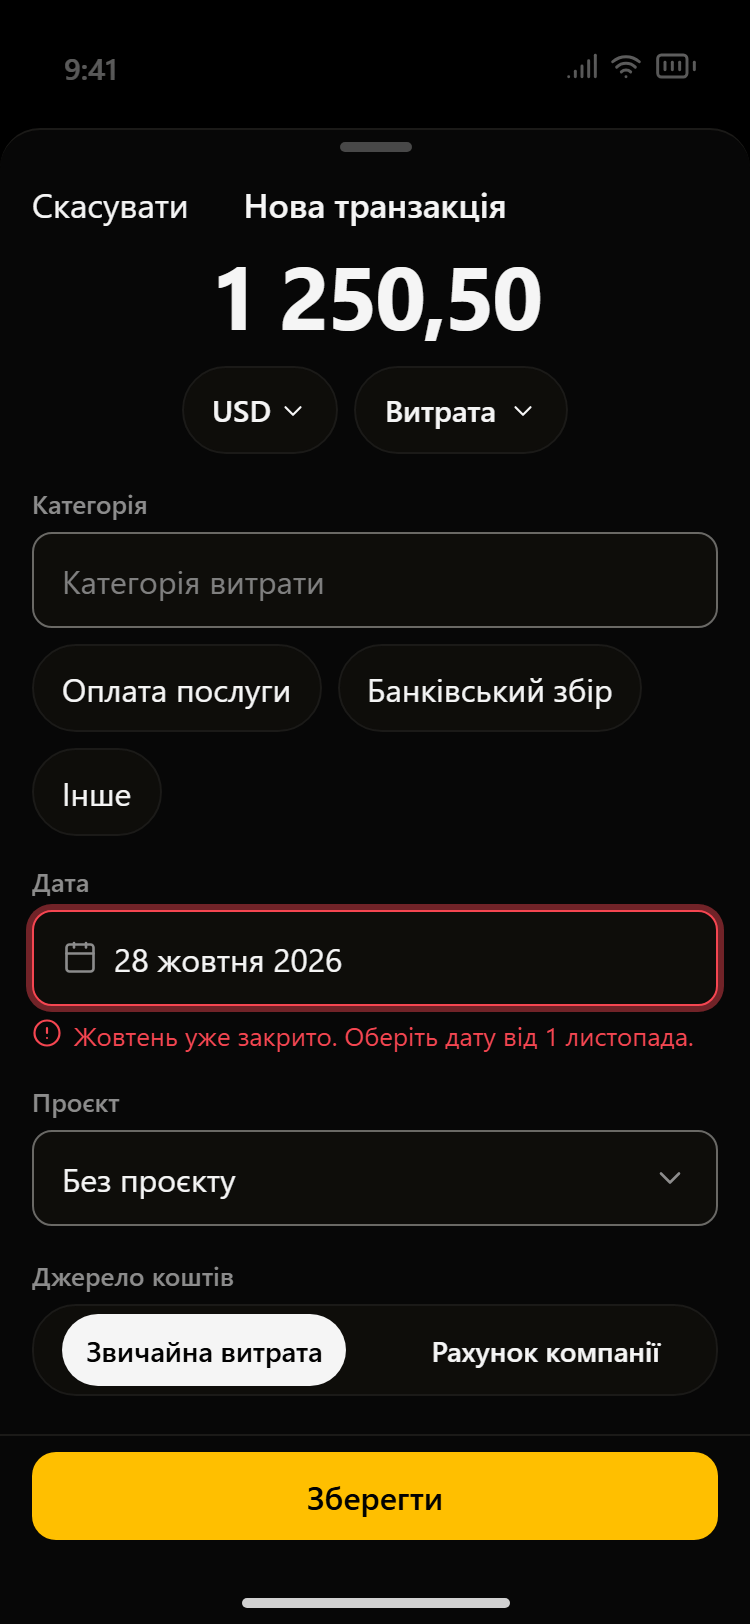 9:41
Скасувати Нова транзакція
1 250,50
USD Витрата
Категорія
Категорія витрати
Оплата послуги Банківський збір
Інше
Дата
28 жовтня 2026
Жовтень уже закрито. Оберіть дату від 1 листопада.
Проєкт
Без проєкту
Джерело коштів
Звичайна витрата Рахунок компанії
Зберегти